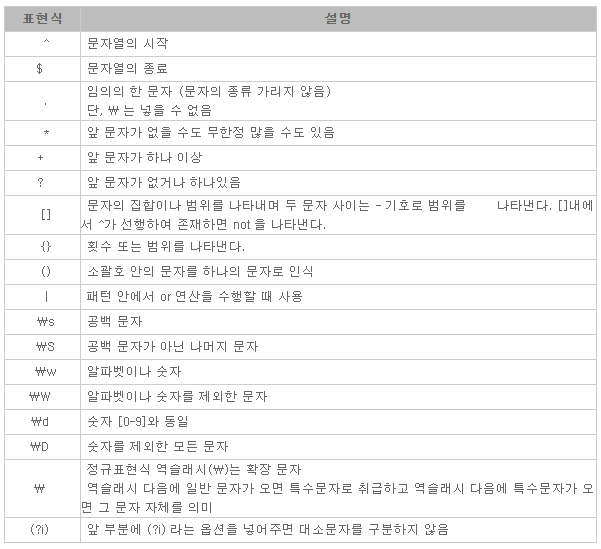 표현식 설명
^ 문자열의 시작
$ 문자열의 종료
. 임의의 한 문자 (문자의 종류 가리지 않음)
단, ₩ 는 넣을 수 없음
* 앞 문자가 없을 수도 무한정 많을 수도 있음
+ 앞 문자가 하나 이상
? 앞 문자가 없거나 하나있음
[] 문자의 집합이나 범위를 나타내며 두 문자 사이는 - 기호로 범위를 나타낸다. []내에
서 ^가 선행하여 존재하면 not 을 나타낸다.
{} 횟수 또는 범위를 나타낸다.
() 소괄호 안의 문자를 하나의 문자로 인식
| 패턴 안에서 or 연산을 수행할 때 사용
₩s 공백 문자
₩S 공백 문자가 아닌 나머지 문자
₩w 알파벳이나 숫자
₩W 알파벳이나 숫자를 제외한 문자
₩d 숫자 [0-9]와 동일
₩D 숫자를 제외한 모든 문자
₩ 정규표현식 역슬래시(₩)는 확장 문자
역슬래시 다음에 일반 문자가 오면 특수문자로 취급하고 역슬래시 다음에 특수문자가 오
면 그 문자 자체를 의미
(?i) 앞 부분에 (?i) 라는 옵션을 넣어주면 대소문자를 구분하지 않음